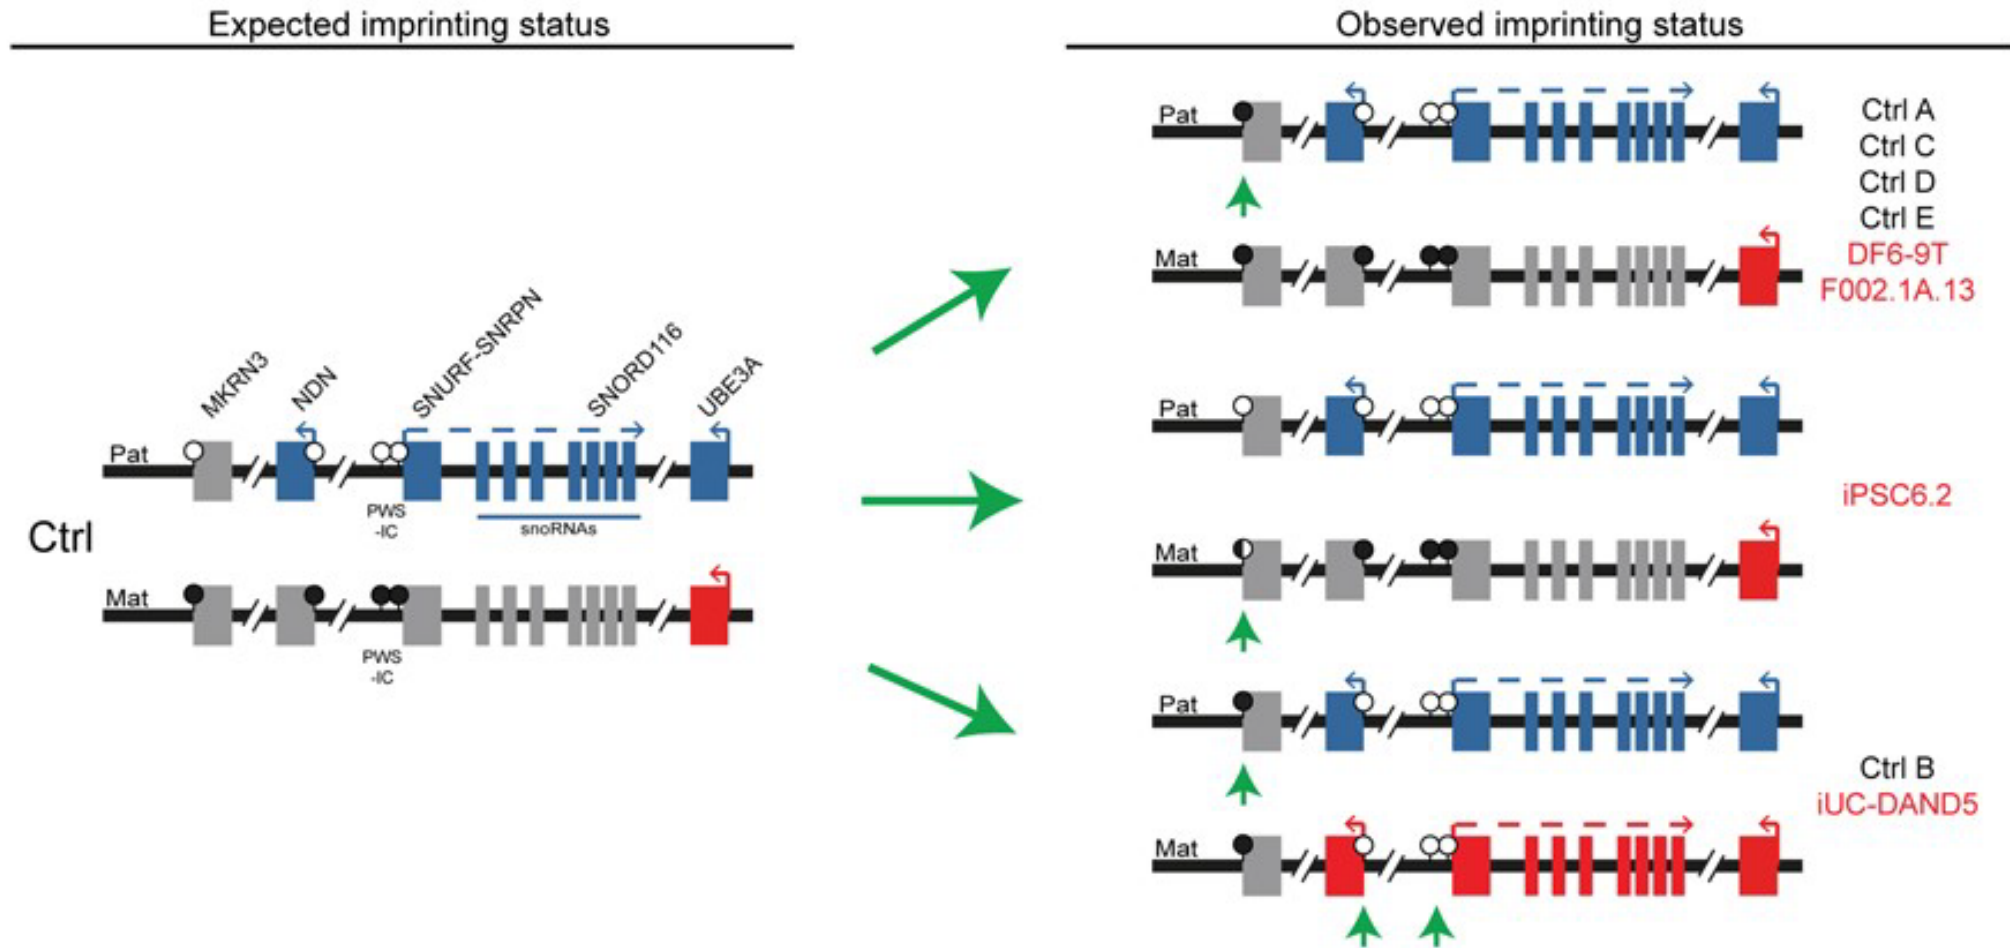 Expected imprinting status
Observed imprinting status
MKRN3
NDN
SNURF-SNRPN
SNORD116
UBE3A
Pat
PWS
-IC
snoRNAs
Ctrl
Mat
PWS
-IC
Pat
Mat
Ctrl A
Ctrl C
Ctrl D
Ctrl E
DF6-9T
F002.1A.13
Pat
Mat
iPSC6.2
Pat
Mat
Ctrl B
iUC-DAND5